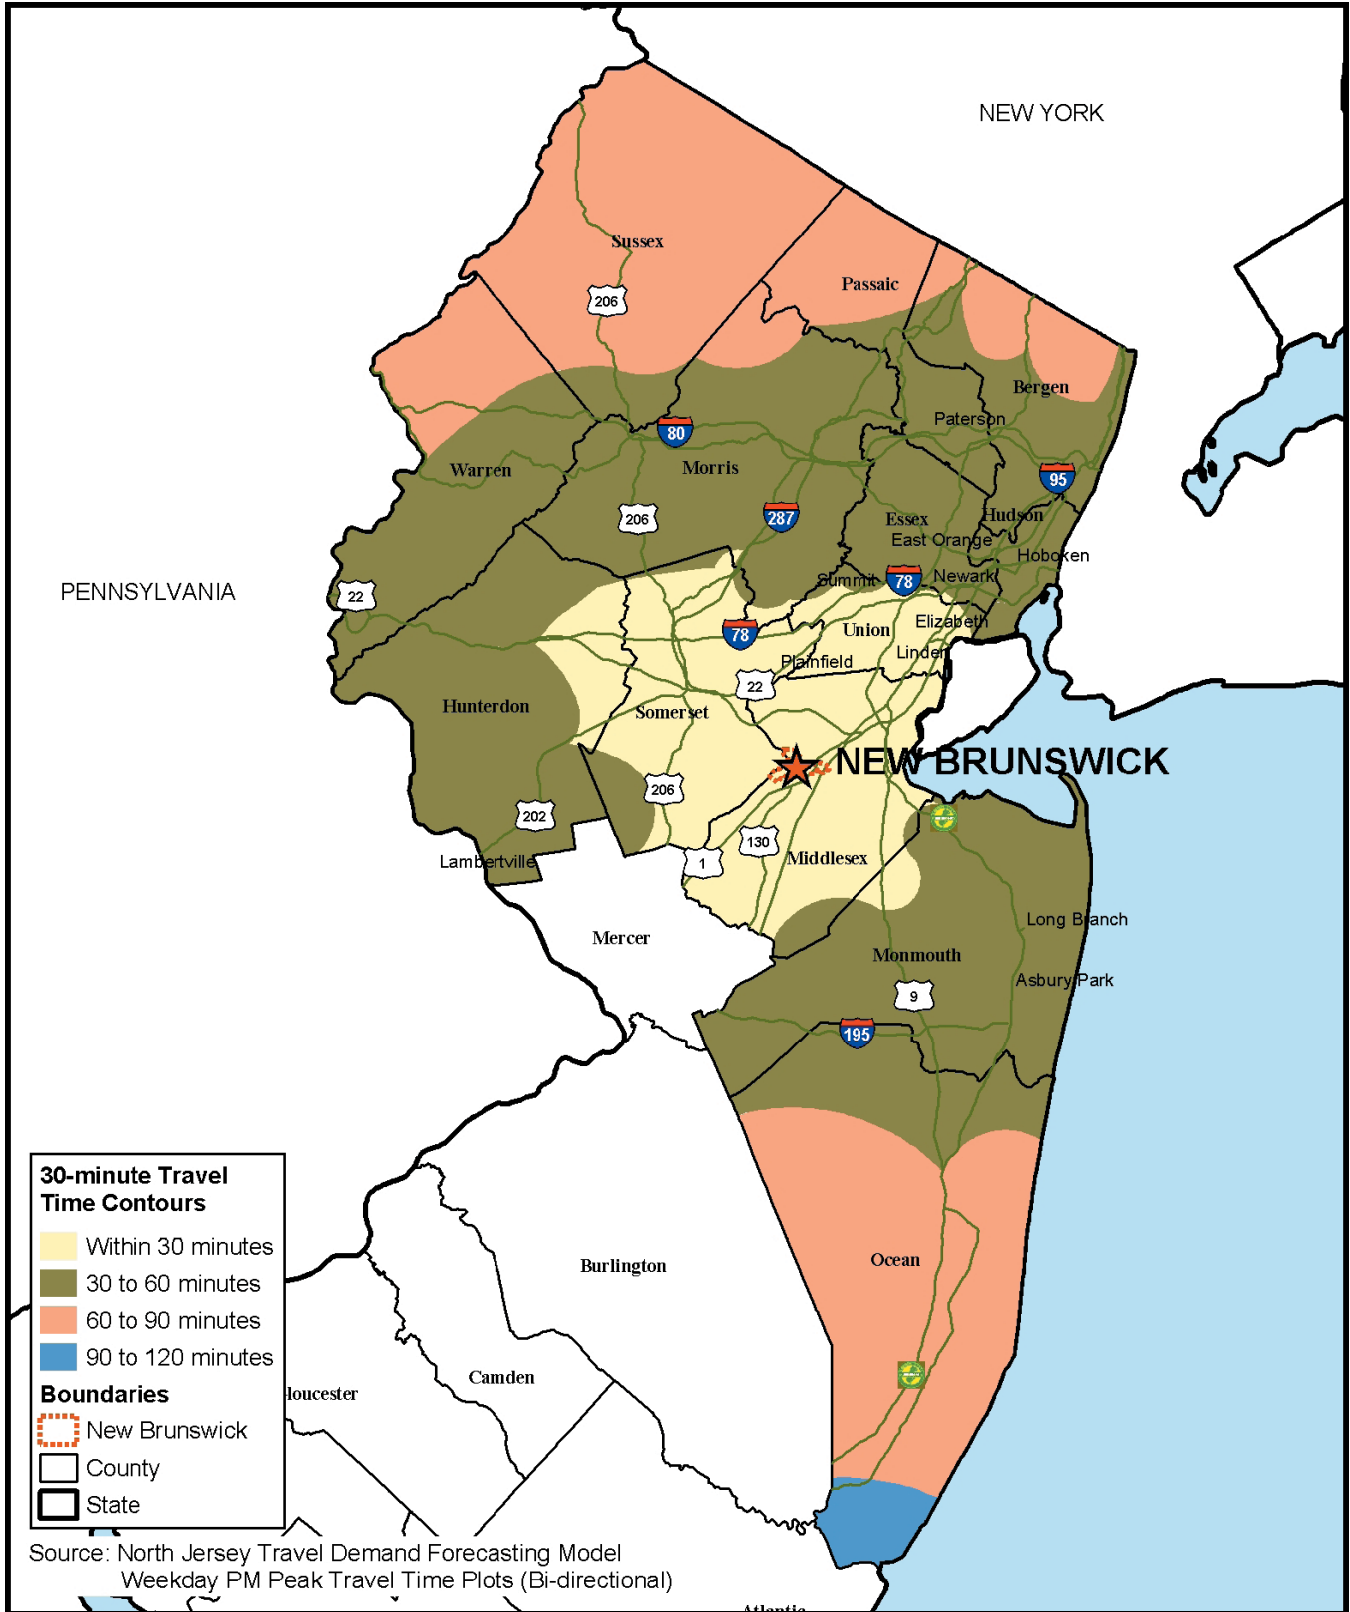 NEW YORK
Sussex
Passaic
206
Bergen
Paterson
80
Warren
Morris
95
206
287
Essex
Hudson
East Orange
Hoboken
Summit
78
Newark
PENNSYLVANIA
22
Elizabeth
78
Union
Linden
Plainfield
22
Hunterdon
Somerset
NEW BRUNSWICK
206
202
130
1
Middlesex
Lambertville
Long Branch
Mercer
Monmouth
Asbury Park
9
195
30-minute Travel
Time Contours
Within 30 minutes
30 to 60 minutes
60 to 90 minutes
90 to 120 minutes
Boundaries
New Brunswick
County
State
Ocean
Burlington
Camden
loucester
Source: North Jersey Travel Demand Forecasting Model
Weekday PM Peak Travel Time Plots (Bi-directional)
Atlantic